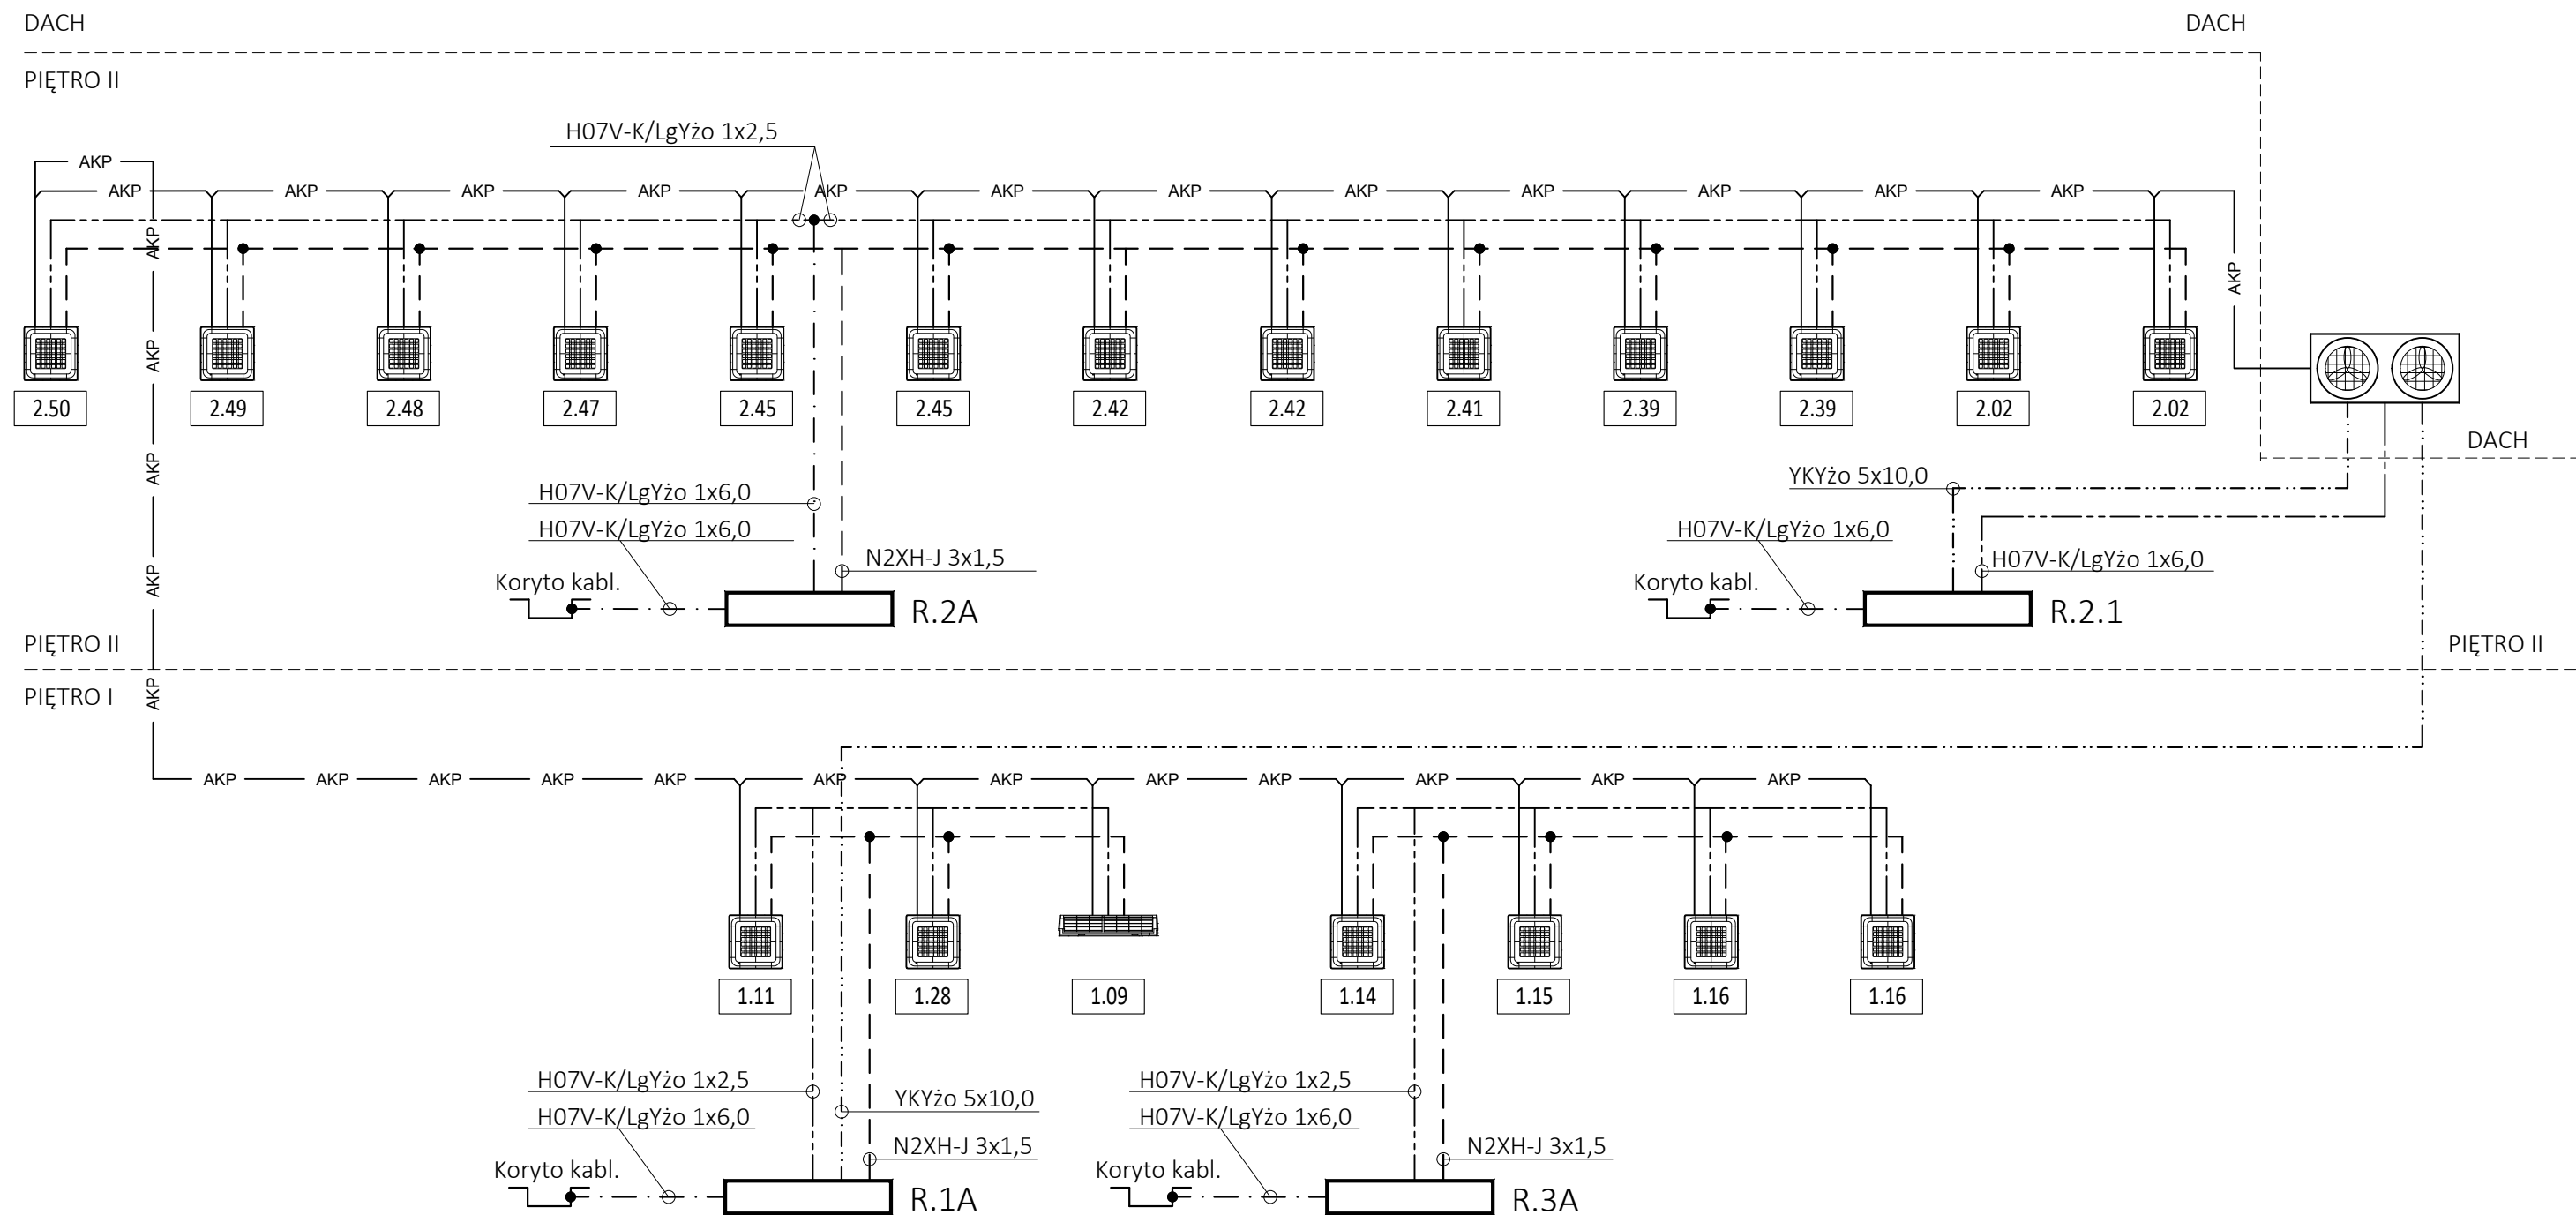 DACH
DACH
PIĘTRO II
H07V-K/LgYżo 1x2,5
AKP
AKP AKP AKP AKP AKP AKP AKP AKP AKP AKP AKP AKP
AKP
AKP
AKP
2.50 2.49 2.48 2.47 2.45 2.45 2.42 2.42 2.41 2.39 2.39 2.02 2.02
DACH
AKP
YKYżo 5x10,0
H07V-K/LgYżo 1x6,0
H07V-K/LgYżo 1x6,0
H07V-K/LgYżo 1x6,0
N2XH-J 3x1,5
H07V-K/LgYżo 1x6,0
AKP
Koryto kabl.
Koryto kabl.
R.2A
R.2.1
PIĘTRO II
PIĘTRO II
PIĘTRO I
AKP
AKP AKP AKP AKP AKP AKP AKP AKP AKP AKP AKP AKP
1.11 1.28 1.09 1.14 1.15 1.16 1.16
H07V-K/LgYżo 1x2,5
YKYżo 5x10,0
H07V-K/LgYżo 1x6,0
N2XH-J 3x1,5
Koryto kabl.
R.1A
H07V-K/LgYżo 1x2,5
H07V-K/LgYżo 1x6,0
N2XH-J 3x1,5
Koryto kabl.
R.3A